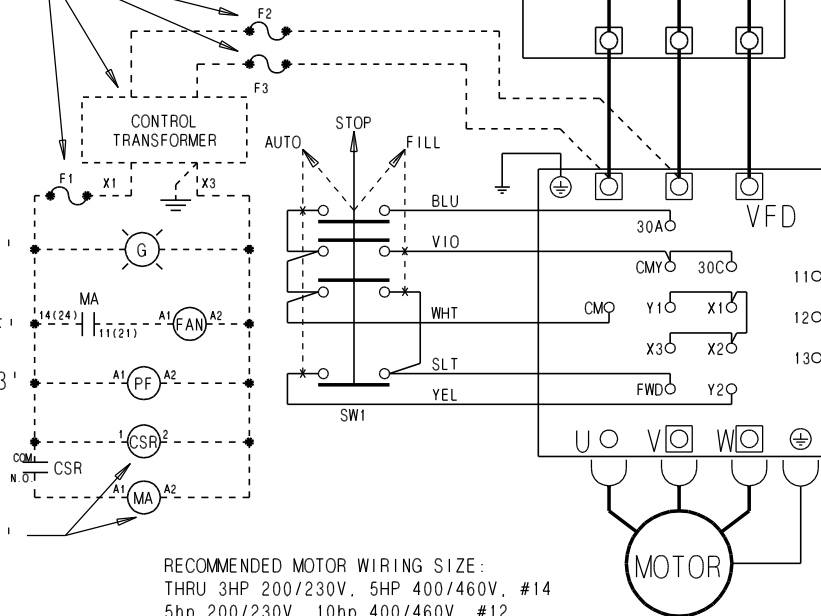 F2
F3
CONTROL
TRANSFORMER
STOP
AUTO
FILL
F1
X1
X3
BLU
30A
VFD
VIO
G
CMY
30C
11
MA
14(24)
11(21)
A1
FAN
A2
WHT
CM
Y1
X1
12
X3
X2
13
SLT
A1
PF
A2
YEL
FWD
Y2
SW1
1
CSR
2
U
V
W
COM
CSR
N.O.
A1
MA
A2
MOTOR
RECOMMENDED MOTOR WIRING SIZE:
THRU 3HP 200/230V, 5HP 400/460V, #14
5hp 200/230V, 10hp 400/460V, #12